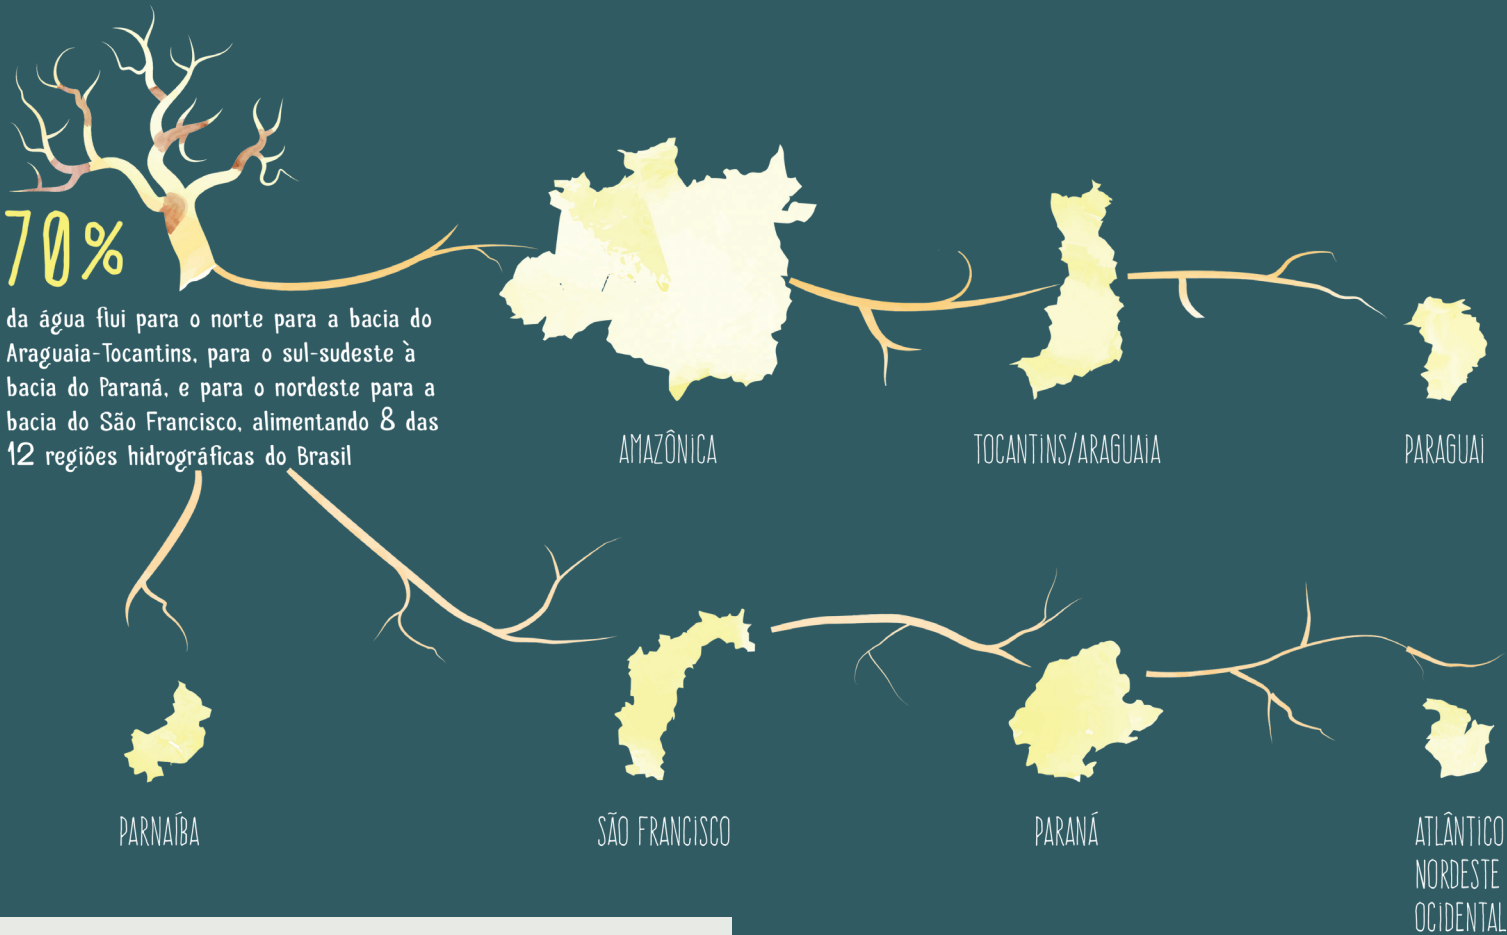 70%
da água flui para o norte para a bacia do
Araguaia-Tocantins, para o sul-sudeste à
bacia do Paraná, e para o nordeste para a
bacia do São Francisco, alimentando 8 das
12 regiões hidrográficas do Brasil
AMAZÔNICA
TOCANTINS/ARAGUAIA
PARAGUAI
PARNAÍBA
SÃO FRANCISCO
PARANÁ
ATLÂNTICO
NORDESTE
OCIDENTAL